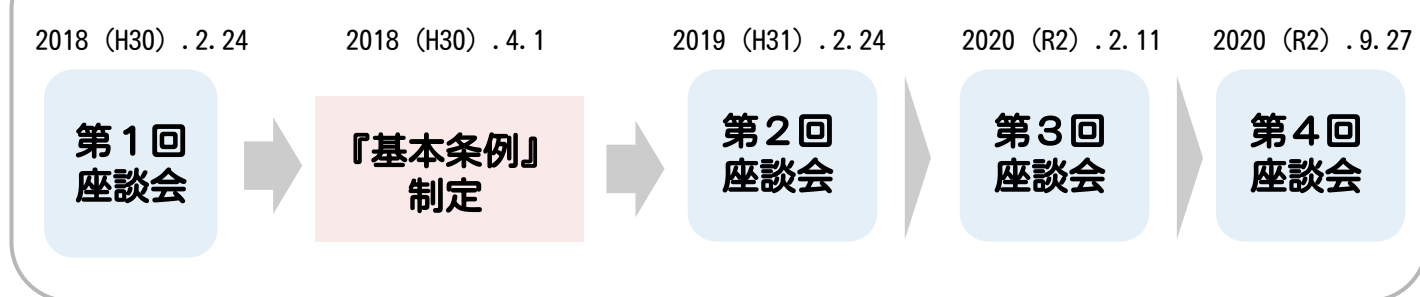 2018（H30）.2.24
2018（H30）.4.1
2019（H31）.2.24
2020（R2）.2.11
2020（R2）.9.27
第１回
座談会
『基本条例』
制定
第２回
座談会
第３回
座談会
第４回
座談会